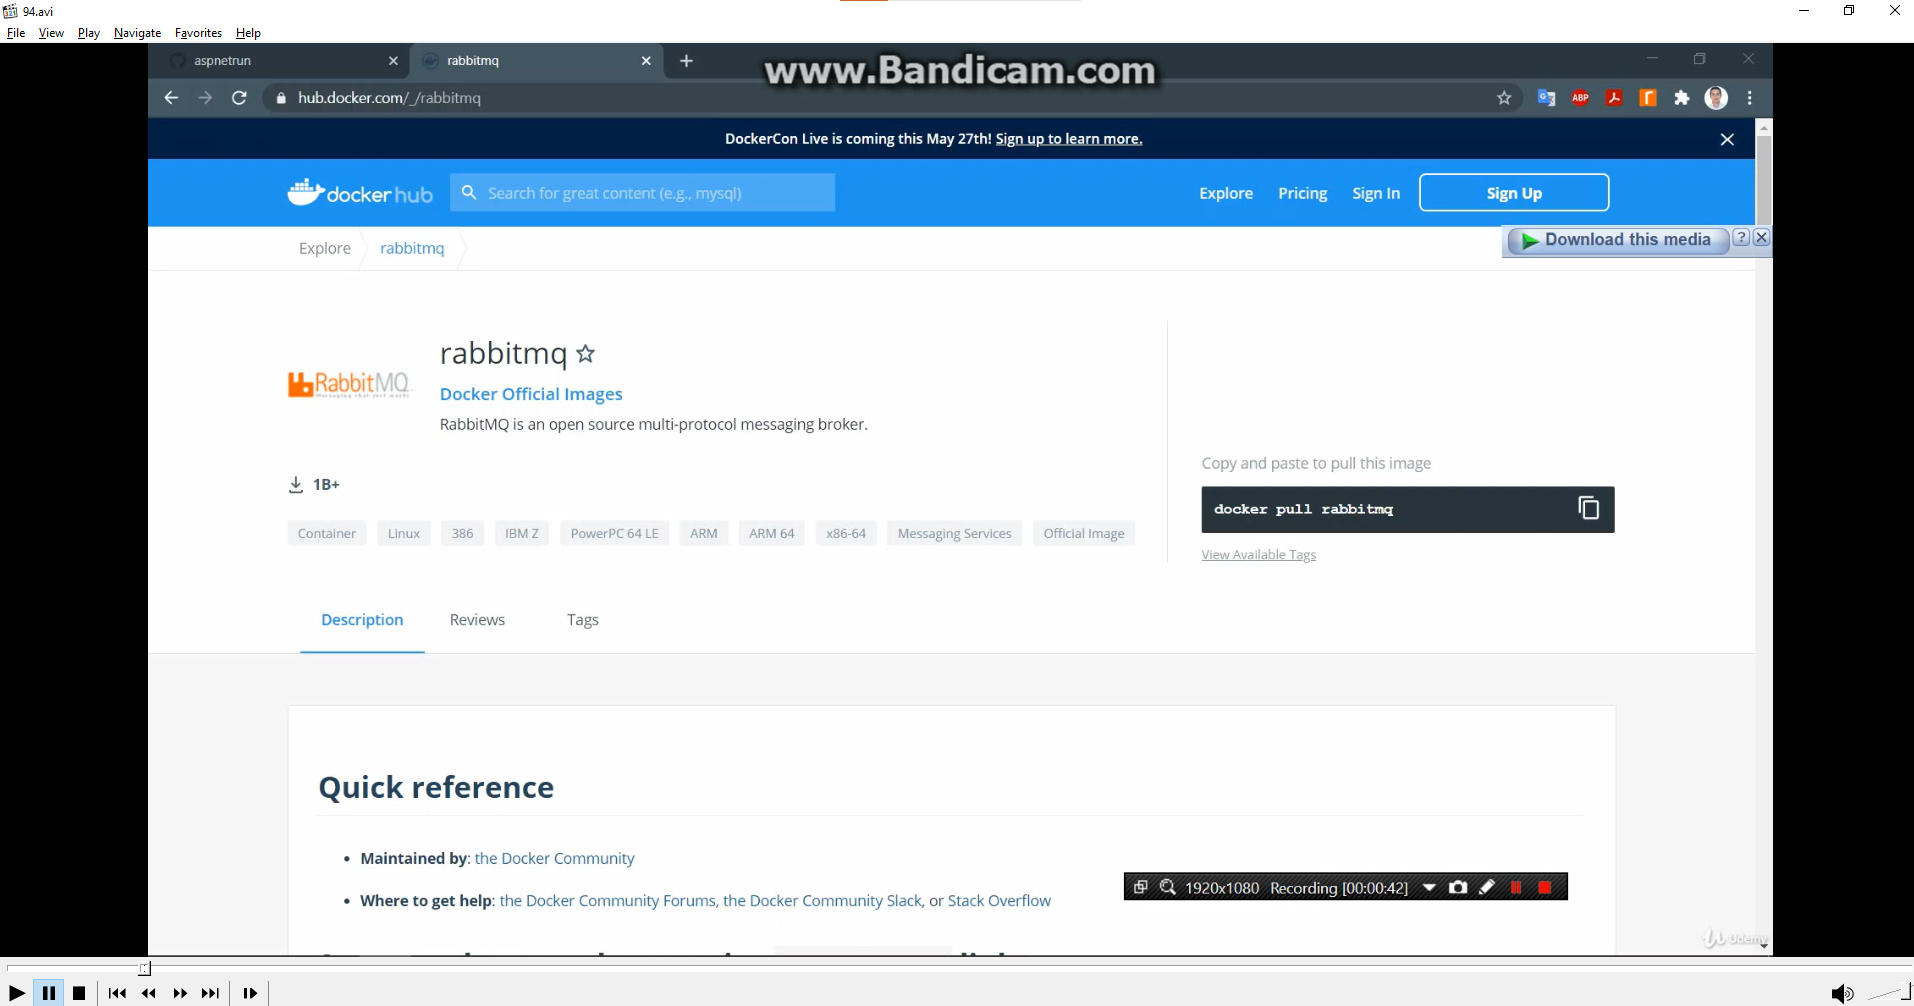 94.avi
File View Play Navigate Favorites Help
aspnetrun rabbitmq
www.Bandicam.com
hub.docker.com/_/rabbitmq ABP
DockerCon Live is coming this May 27th! Sign up to learn more.
docker hub Search for great content (e.g., mysql) Explore Pricing Sign In Sign Up
Explore rabbitmq
Download this media ?
rabbitmq
RabbitMQ
Docker Official Images
RabbitMQ is an open source multi-protocol messaging broker.
Copy and paste to pull this image
1B+
docker pull rabbitmq
Container Linux 386 IBM Z PowerPC 64 LE ARM ARM 64 x86-64 Messaging Services Official Image
View Available Tags
Description Reviews Tags
Quick reference
• Maintained by: the Docker Community
1920x1080 Recording [00:00:42]
• Where to get help: the Docker Community Forums, the Docker Community Slack, or Stack Overflow
Udemy